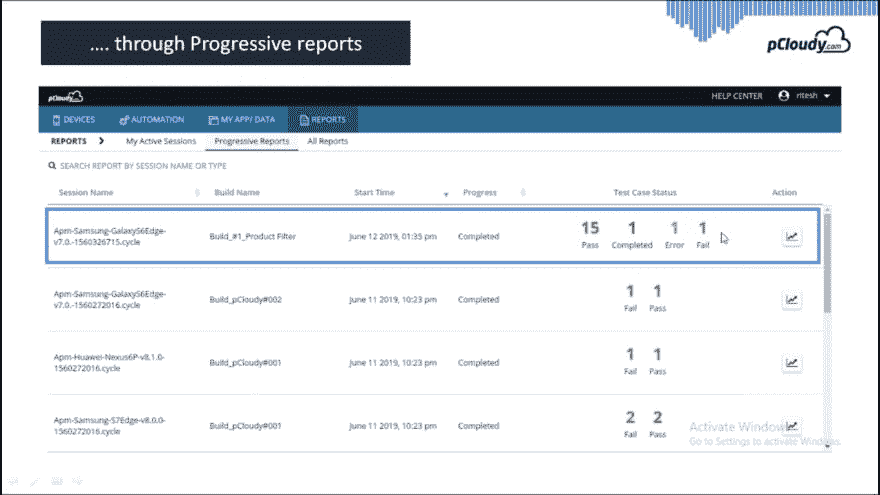 .... through Progressive reports
pCloudy.com
pCloudy
HELP CENTER
ritesh
DEVICES
AUTOMATION
MY APP/ DATA
REPORTS
REPORTS
My Active Sessions
Progressive Reports
All Reports
SEARCH REPORT BY SESSION NAME OR TYPE
Session Name
Build Name
Start Time
Progress
Test Case Status
Action
Apm-Samsung-GalaxyS6Edge-
v7.0.-1560326715.cycle
Build_#1_Product Filter
June 12 2019, 01:35 pm
Completed
15 1 1 1
Pass Completed Error Fail
Apm-Samsung-GalaxyS6Edge-
v7.0.-1560272016.cycle
Build_pCloudy#002
June 11 2019, 10:23 pm
Completed
1 1
Fail Pass
Apm-Huawei-Nexus6P-v8.1.0-
1560272016.cycle
Build_pCloudy#001
June 11 2019, 10:23 pm
Completed
1 1
Fail Pass
Apm-Samsung-S7Edge-v8.0.0-
1560272016.cycle
Build_pCloudy#001
June 11 2019, 10:23 pm
Completed
2 2
Fail Pass
Activate Windows
Go to Settings to activate Windows.